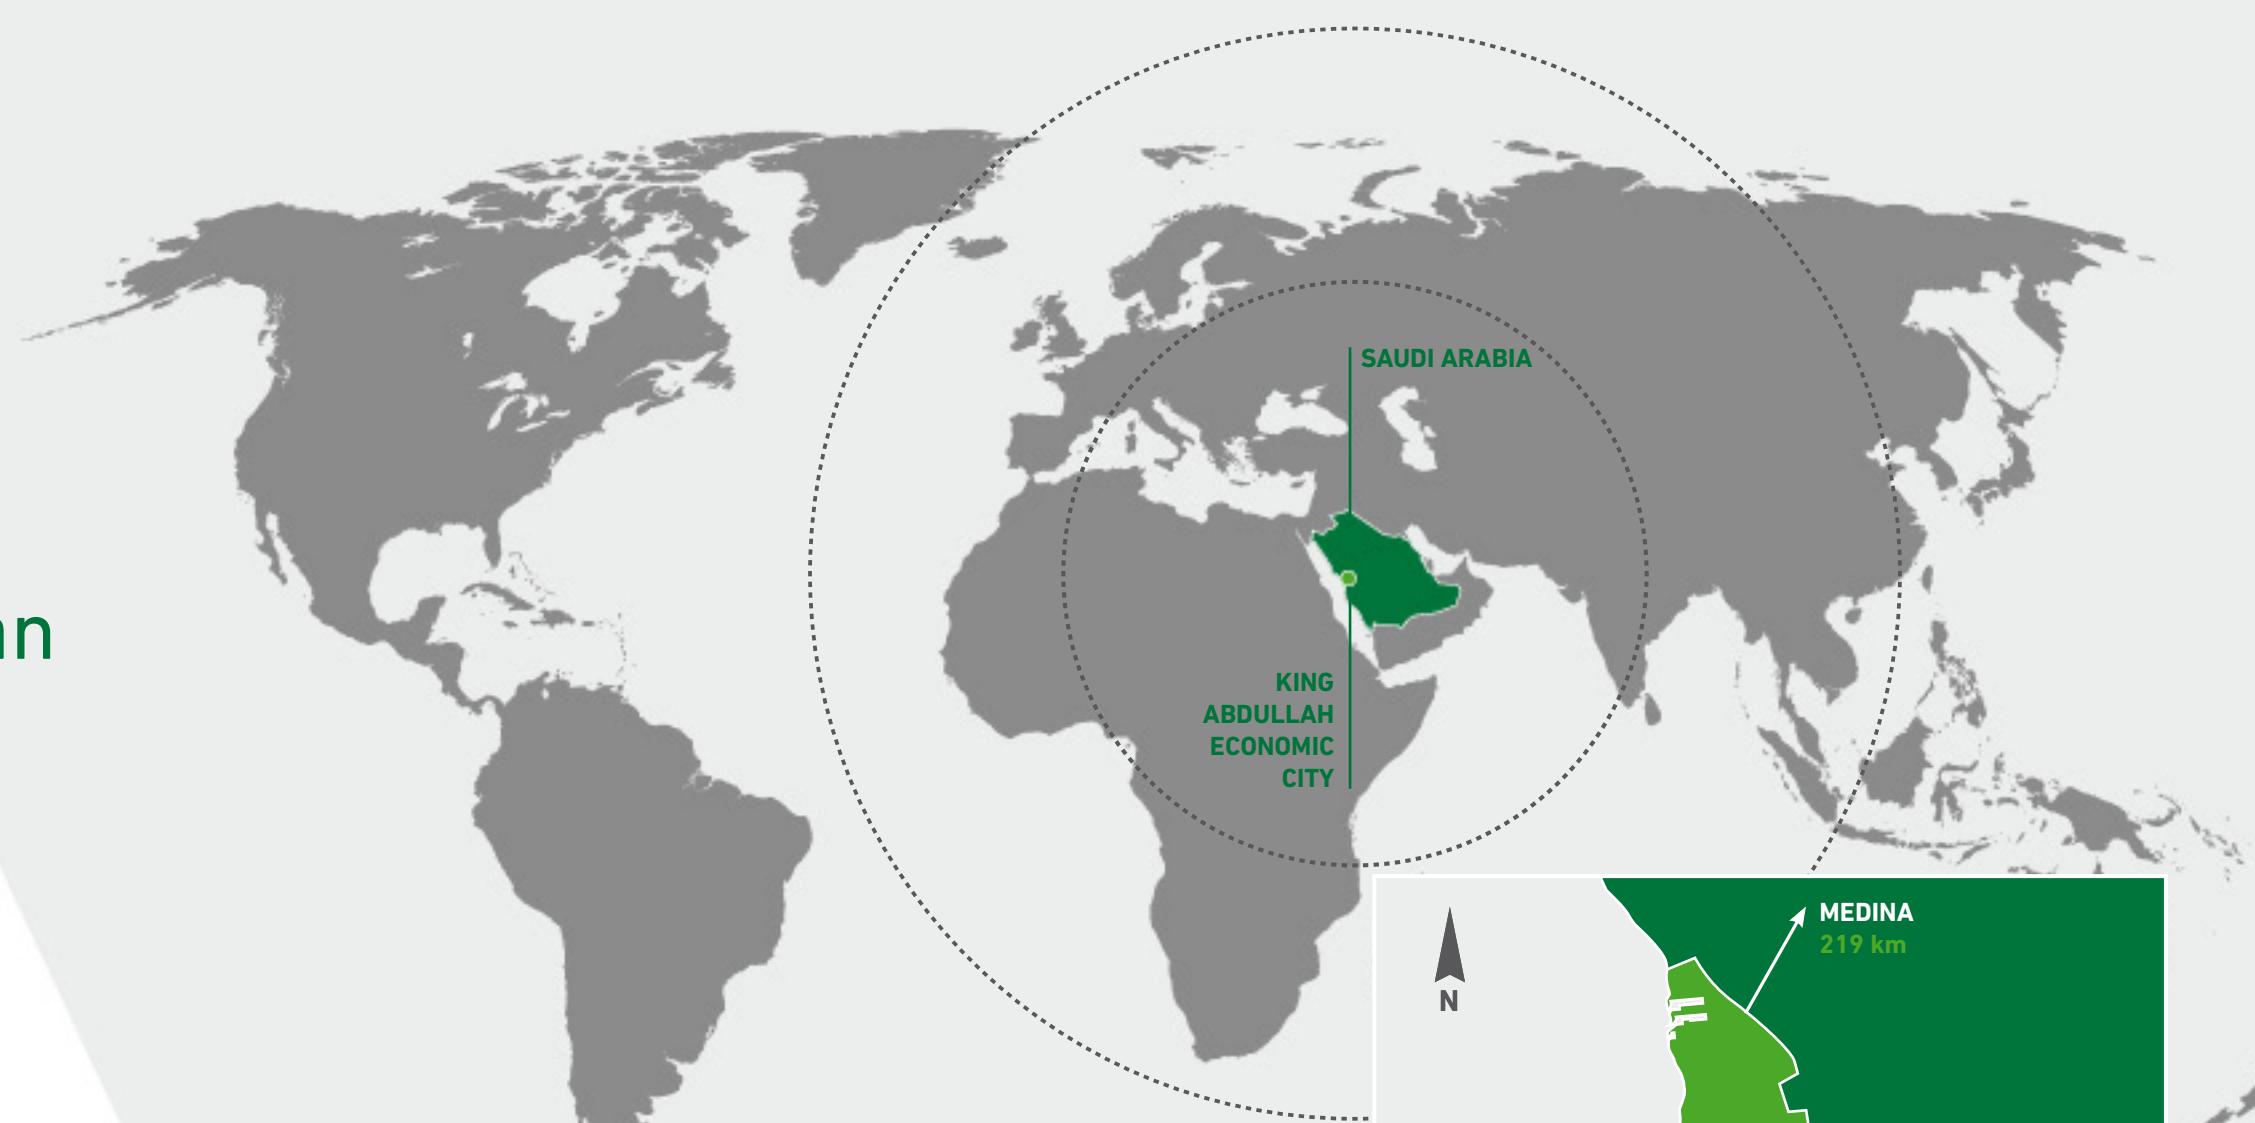 SAUDI ARABIA
KING
ABDULLAH
ECONOMIC
CITY
MEDINA
219 km
N